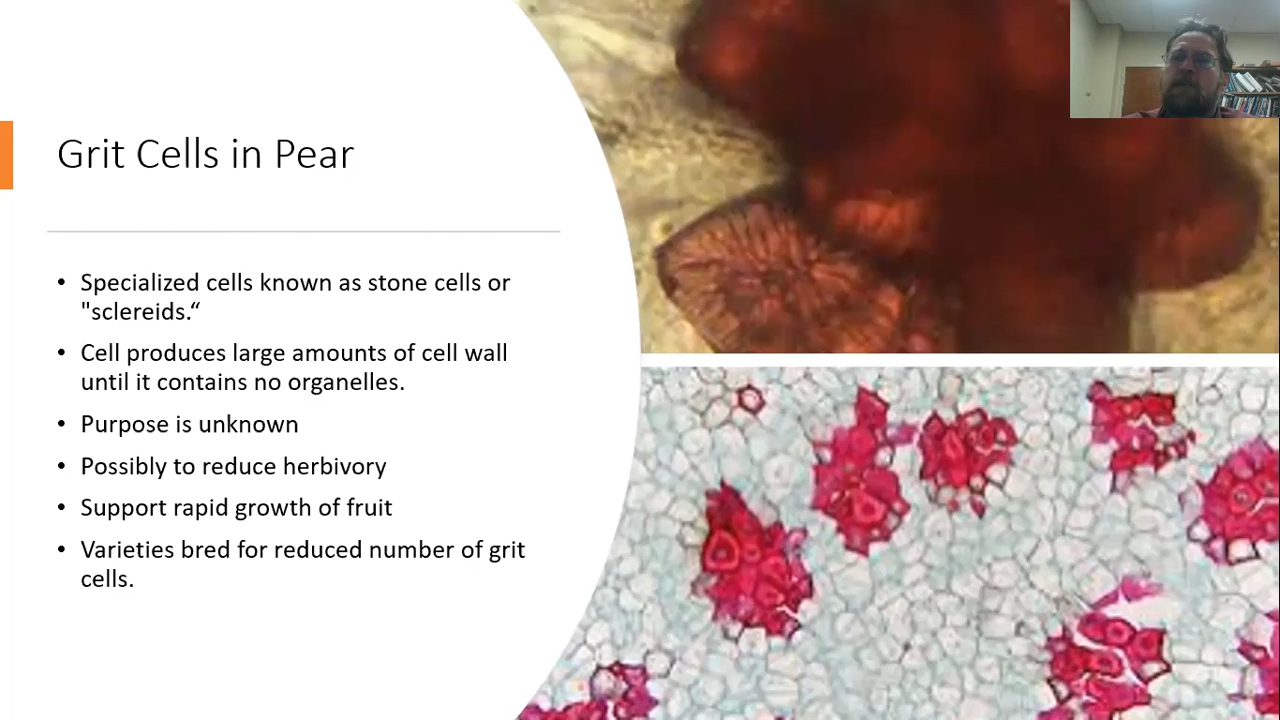 Grit Cells in Pear
• Specialized cells known as stone cells or
"sclereids.“
• Cell produces large amounts of cell wall
until it contains no organelles.
• Purpose is unknown
• Possibly to reduce herbivory
• Support rapid growth of fruit
• Varieties bred for reduced number of grit
cells.